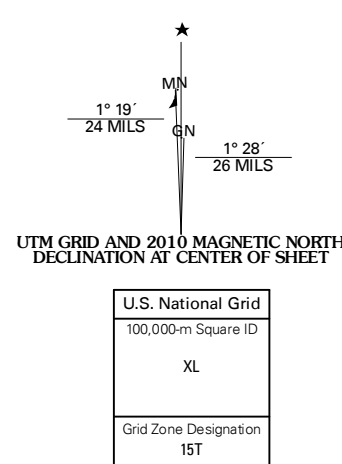 MN
1° 19´
24 MILS
GN
1° 28´
26 MILS
UTM GRID AND 2010 MAGNETIC NORTH
DECLINATION AT CENTER OF SHEET
U.S. National Grid
100,000-m Square ID
XL
Grid Zone Designation
15T